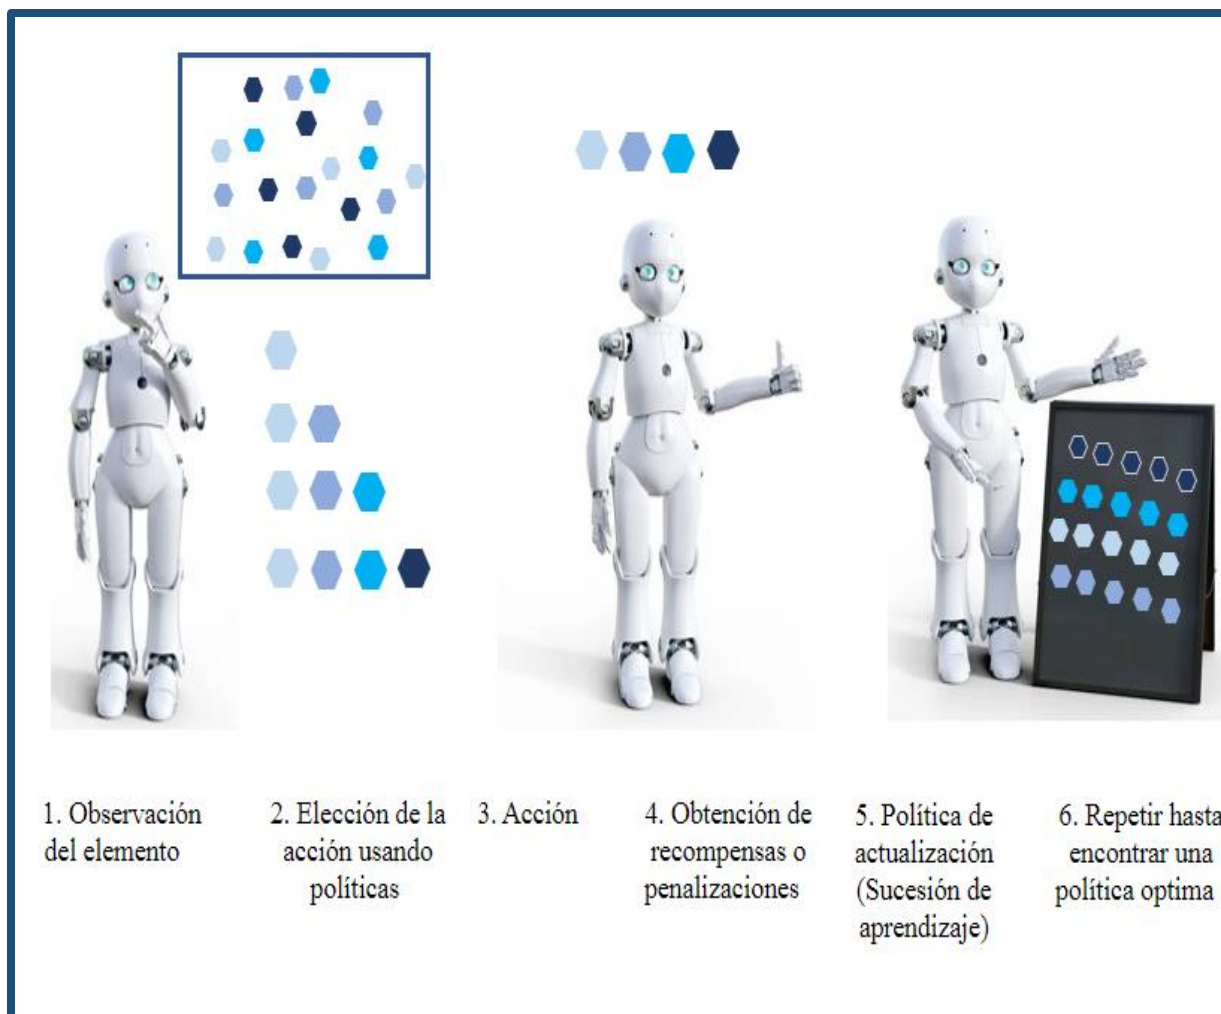 1. Observación
del elemento
2. Elección de la
acción usando
políticas
3. Acción
4. Obtención de
recompensas o
penalizaciones
5. Política de
actualización
(Sucesión de
aprendizaje)
6. Repetir hasta
encontrar una
política optima